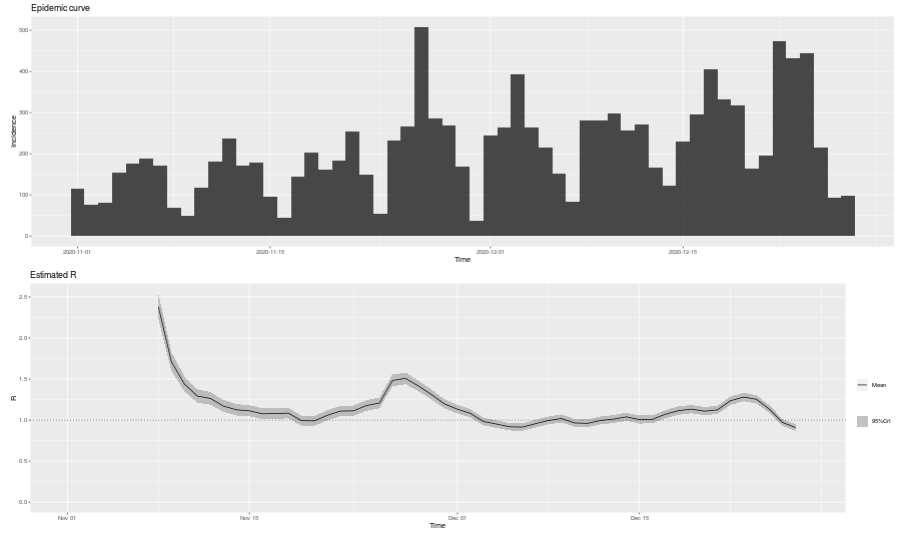 Epidemic curve
500
400
300
200
100
0
Incidence
2020-11-01
2020-11-15
2020-12-01
2020-12-15
Time
Estimated R
2.5
2.0
1.5
1.0
0.5
0.0
R
Nov 01
Nov 15
Dec 01
Dec 15
Time
Mean
95%CrI